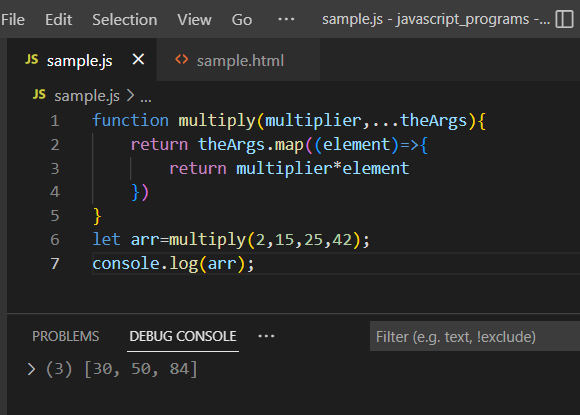 File Edit Selection View Go ··· sample.js - javascript_programs -...
JS sample.js × <> sample.html
JS sample.js > ...
1 function multiply(multiplier,...theArgs){
2     return theArgs.map((element)=>{
3         return multiplier*element
4     })
5 }
6 let arr=multiply(2,15,25,42);
7 console.log(arr);
PROBLEMS DEBUG CONSOLE ··· Filter (e.g. text, !exclude)
> (3) [30, 50, 84]